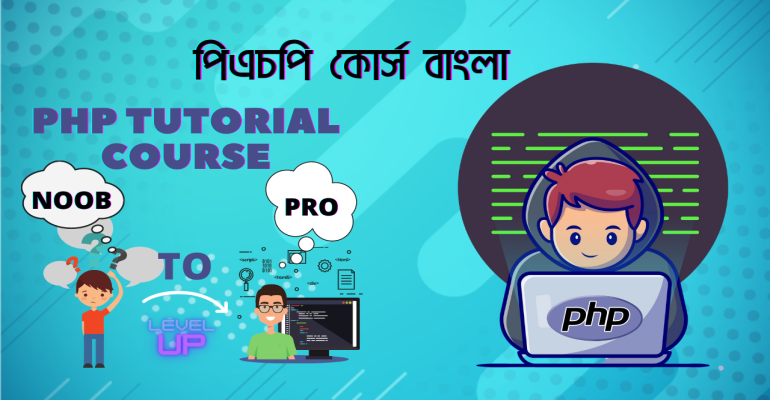 পিএচপি কোর্স বাংলা
PHP TUTORIAL
COURSE
NOOB
TO
LEVEL
UP
PRO
php